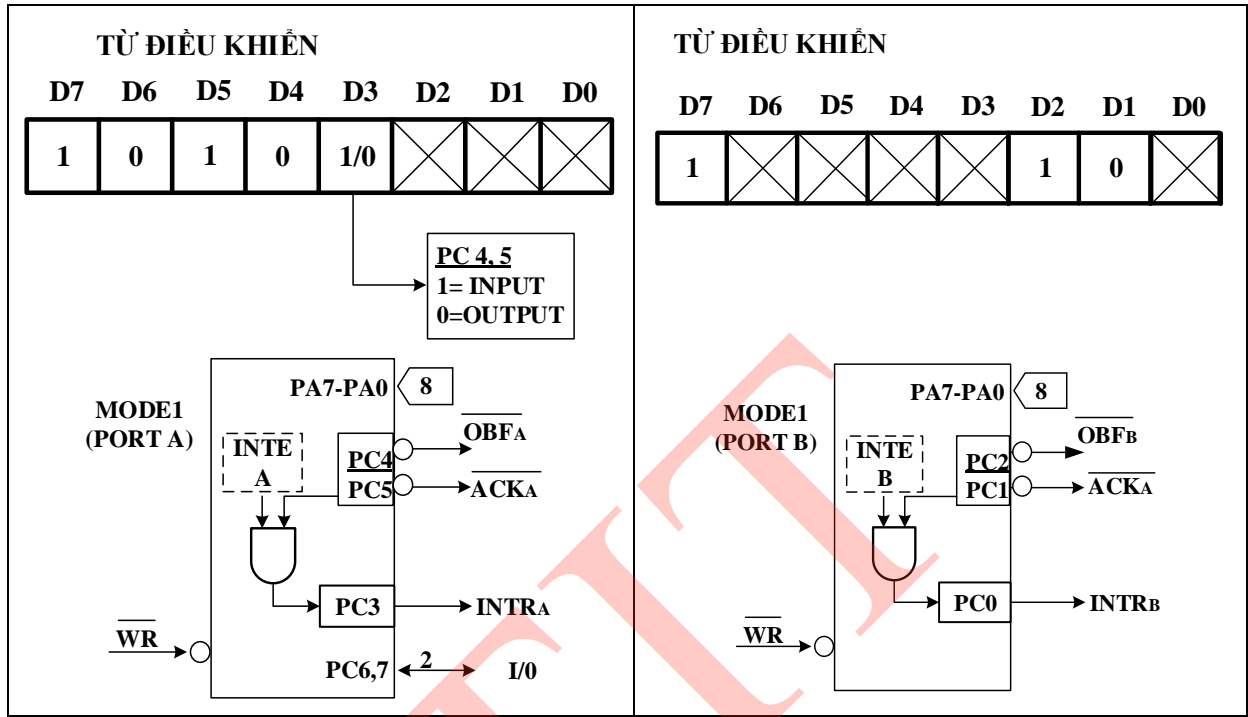 TỪ ĐIỀU KHIỂN
D7 D6 D5 D4 D3 D2 D1 D0
1 0 1 0 1/0
PC 4, 5
1= INPUT
0=OUTPUT
MODE1
(PORT A)
PA7-PA0 8
INTE
A
PC4
PC5
OBFA
ACKA
PC3
INTRA
WR
PC6,7 2 I/0
TỪ ĐIỀU KHIỂN
D7 D6 D5 D4 D3 D2 D1 D0
1 1 0
MODE1
(PORT B)
PA7-PA0 8
INTE
B
PC2
PC1
OBFB
ACKA
PC0
INTRB
WR